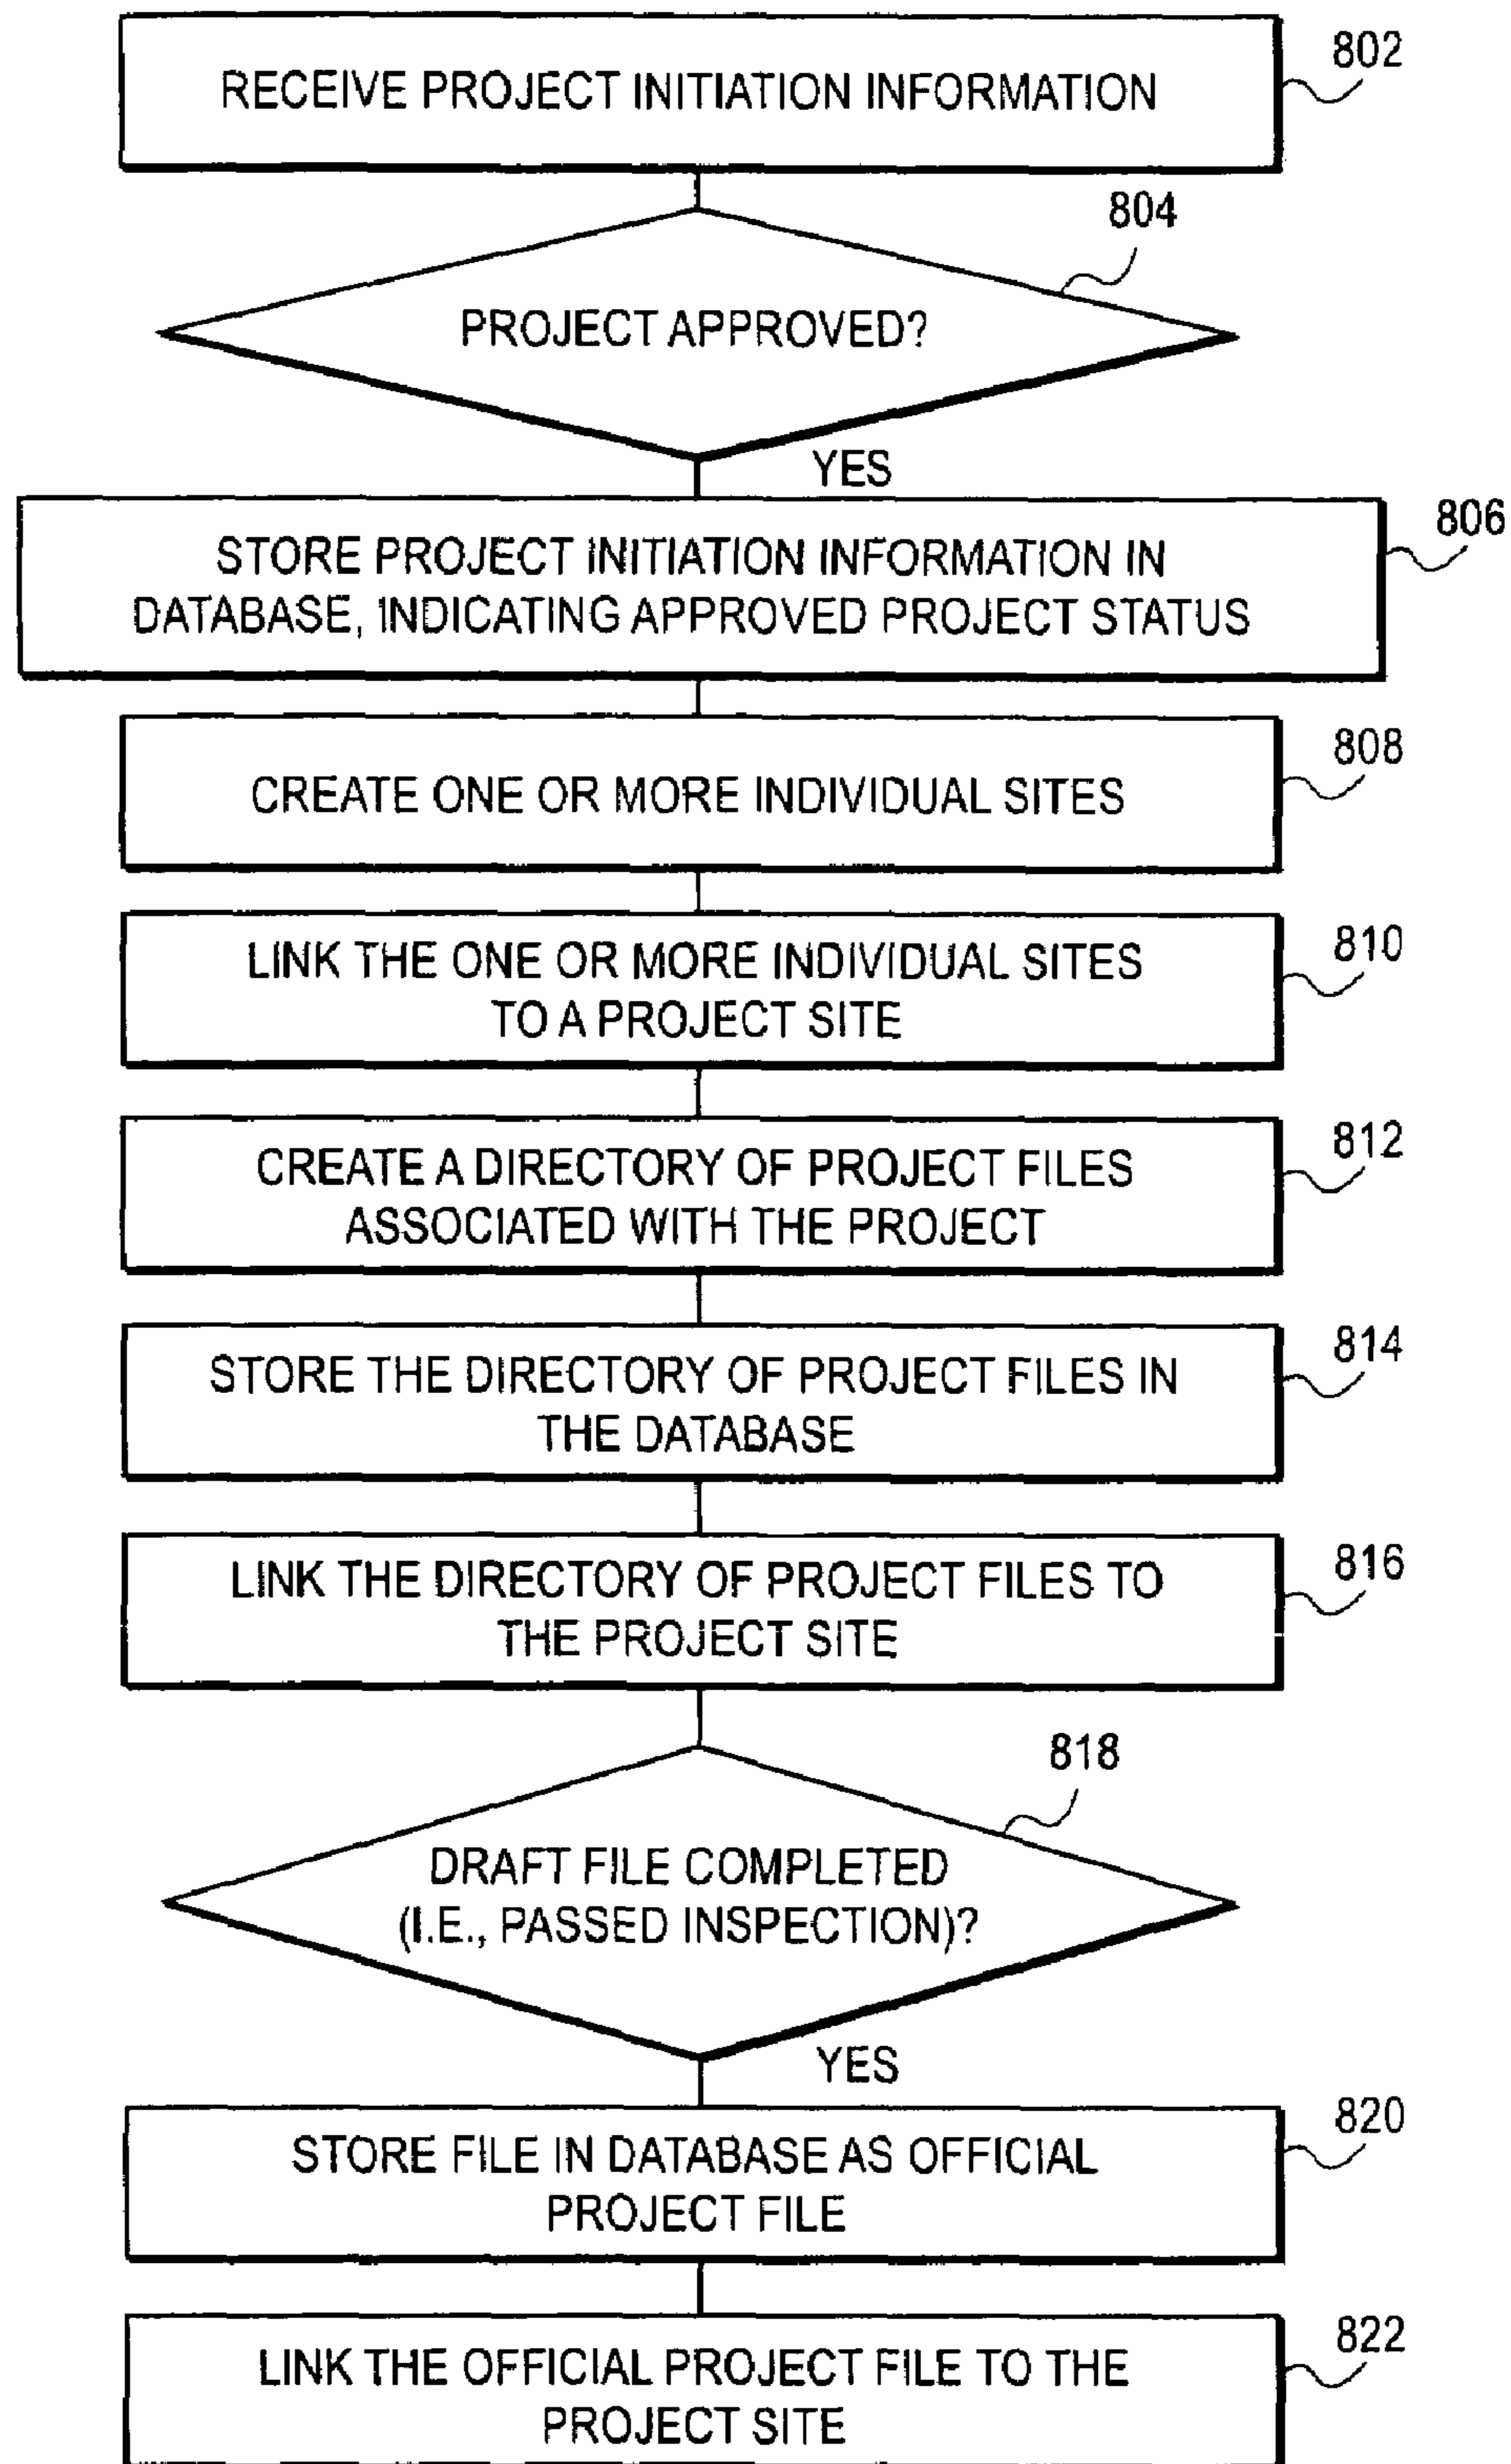 802
RECEIVE PROJECT INITIATION INFORMATION
804
PROJECT APPROVED?
YES
806
STORE PROJECT INITIATION INFORMATION IN
DATABASE, INDICATING APPROVED PROJECT STATUS
808
CREATE ONE OR MORE INDIVIDUAL SITES
810
LINK THE ONE OR MORE INDIVIDUAL SITES
TO A PROJECT SITE
812
CREATE A DIRECTORY OF PROJECT FILES
ASSOCIATED WITH THE PROJECT
814
STORE THE DIRECTORY OF PROJECT FILES IN
THE DATABASE
816
LINK THE DIRECTORY OF PROJECT FILES TO
THE PROJECT SITE
818
DRAFT FILE COMPLETED
(I.E., PASSED INSPECTION)?
YES
820
STORE FILE IN DATABASE AS OFFICIAL
PROJECT FILE
822
LINK THE OFFICIAL PROJECT FILE TO THE
PROJECT SITE